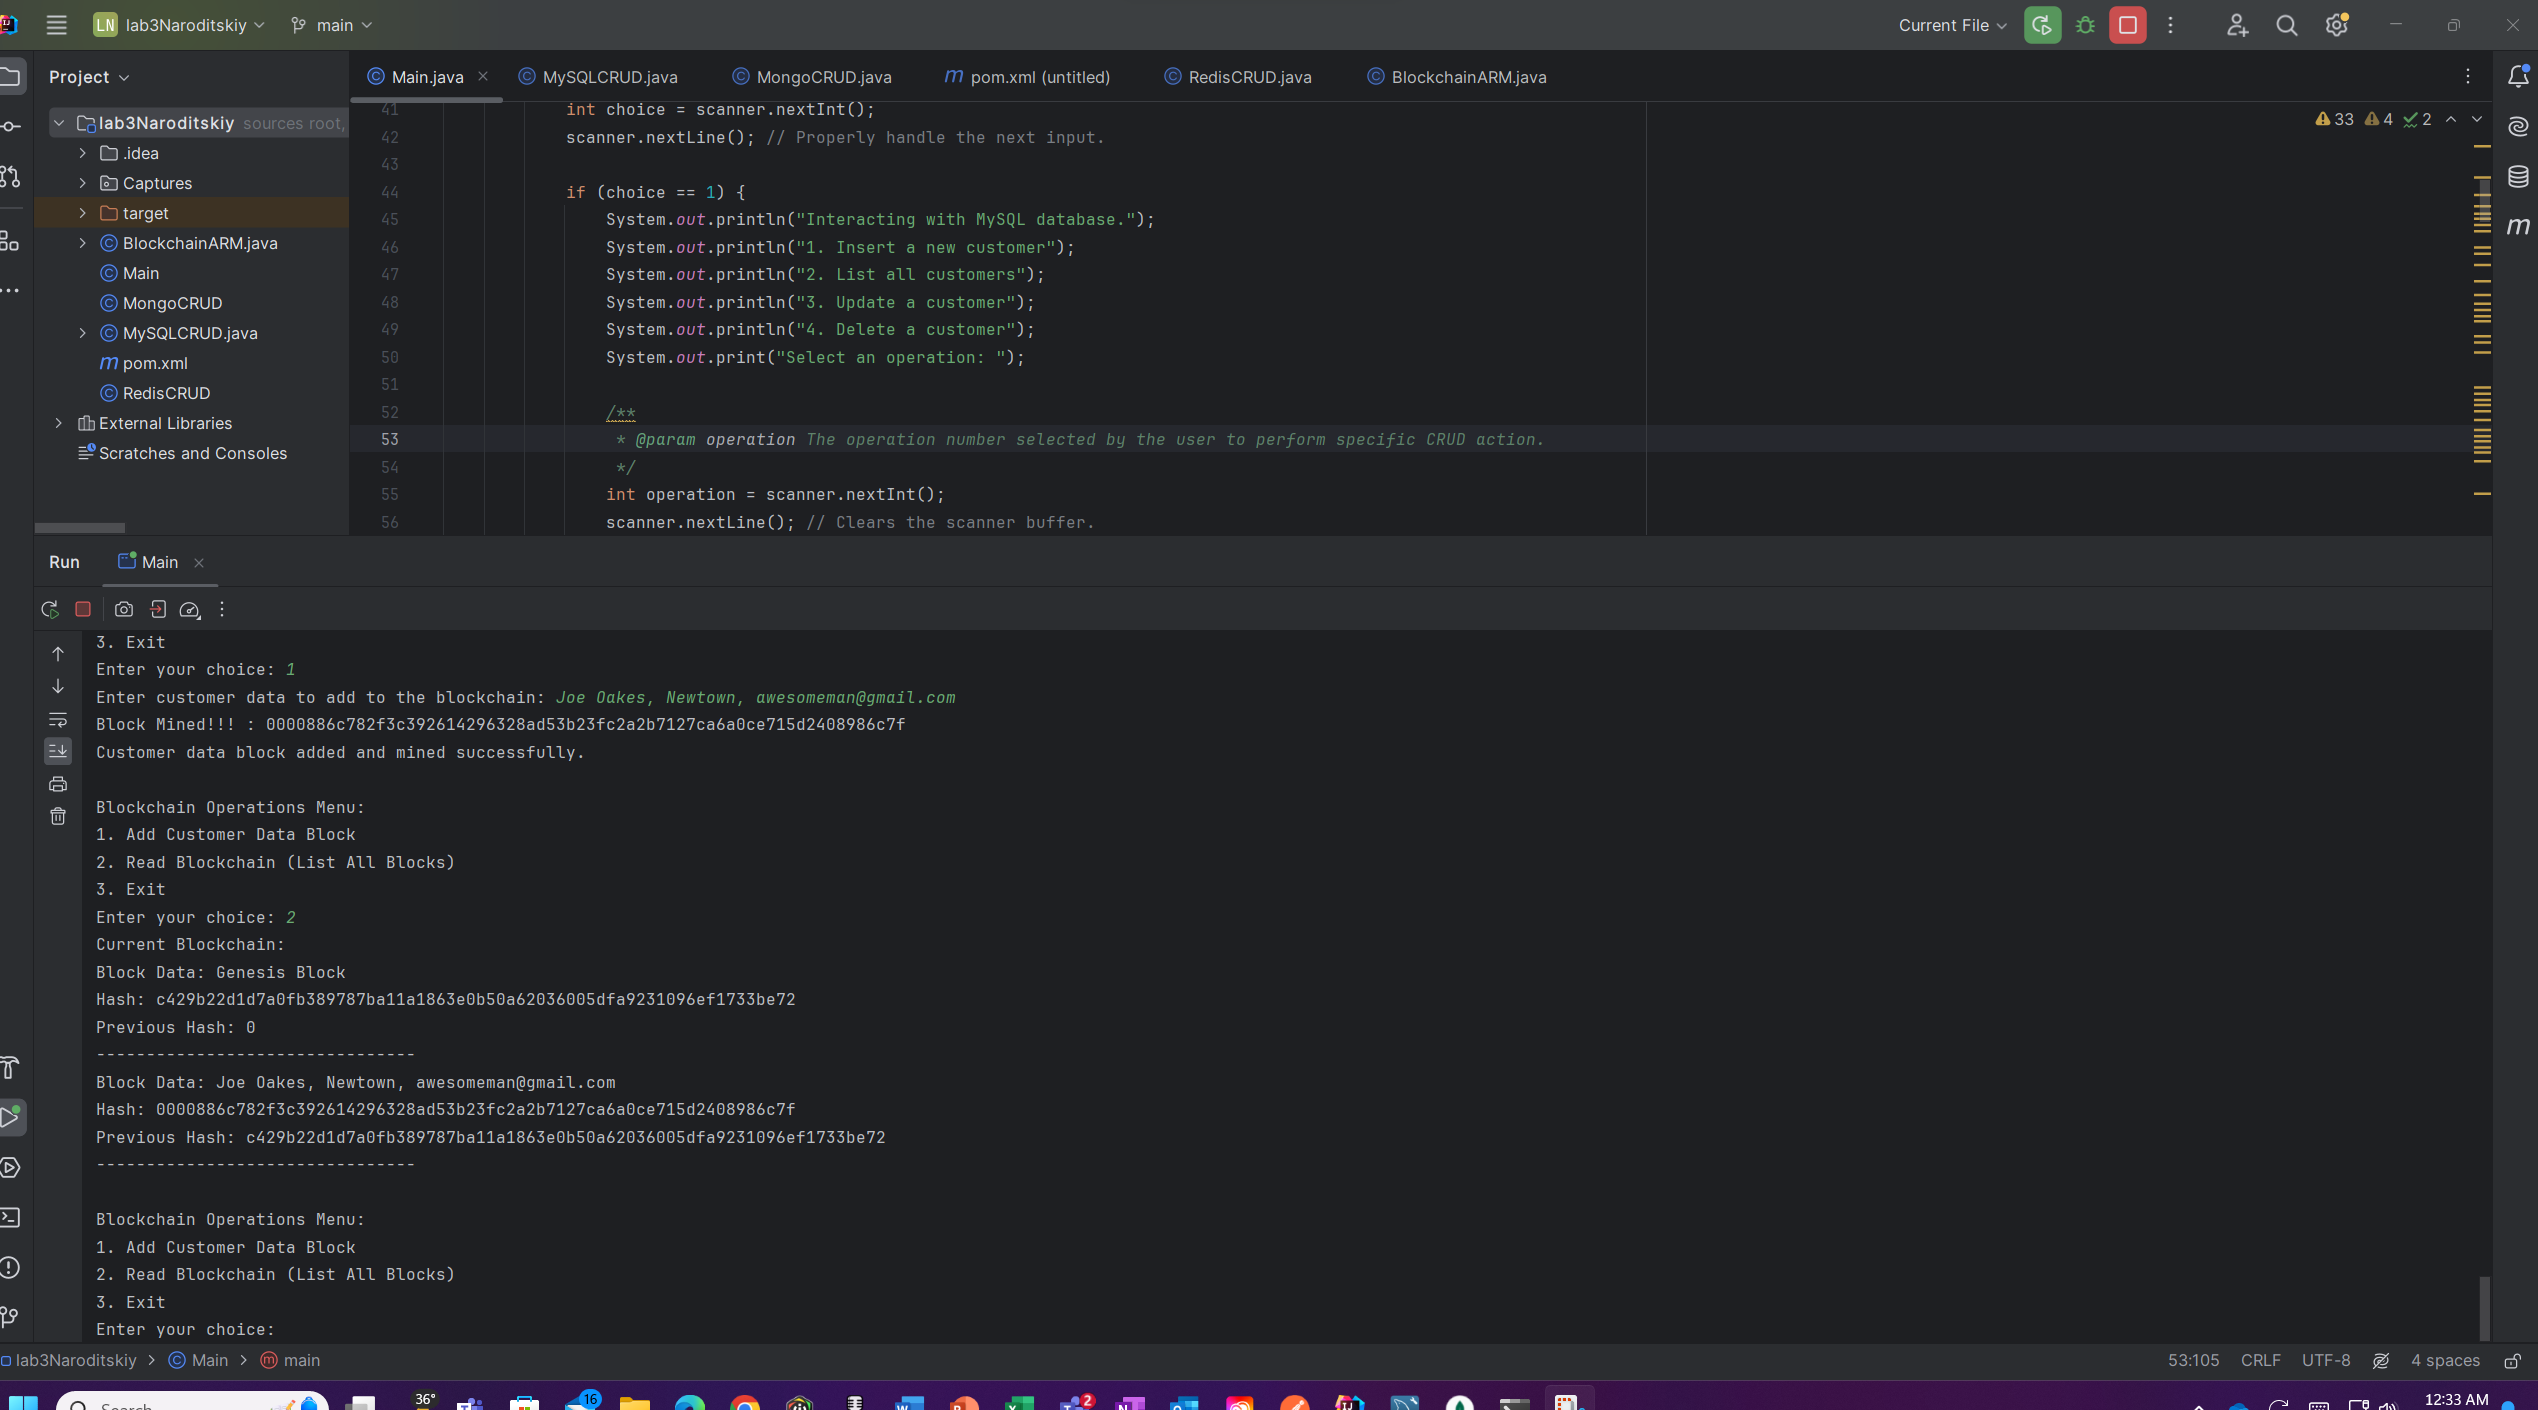 LN lab3Naroditskiy main Current File
Project
Main.java MySQLCRUD.java MongoCRUD.java m pom.xml (untitled) RedisCRUD.java BlockchainARM.java
lab3Naroditskiy sources root,
.idea
Captures
target
BlockchainARM.java
Main
MongoCRUD
MySQLCRUD.java
m pom.xml
RedisCRUD
External Libraries
Scratches and Consoles
33 4 2
41 int choice = scanner.nextInt();
42 scanner.nextLine(); // Properly handle the next input.
43
44 if (choice == 1) {
45 System.out.println("Interacting with MySQL database.");
46 System.out.println("1. Insert a new customer");
47 System.out.println("2. List all customers");
48 System.out.println("3. Update a customer");
49 System.out.println("4. Delete a customer");
50 System.out.print("Select an operation: ");
51
52 /**
53 * @param operation The operation number selected by the user to perform specific CRUD action.
54 */
55 int operation = scanner.nextInt();
56 scanner.nextLine(); // Clears the scanner buffer.
Run Main
3. Exit
Enter your choice: 1
Enter customer data to add to the blockchain: Joe Oakes, Newtown, awesomeman@gmail.com
Block Mined!!! : 0000886c782f3c392614296328ad53b23fc2a2b7127ca6a0ce715d2408986c7f
Customer data block added and mined successfully.
Blockchain Operations Menu:
1. Add Customer Data Block
2. Read Blockchain (List All Blocks)
3. Exit
Enter your choice: 2
Current Blockchain:
Block Data: Genesis Block
Hash: c429b22d1d7a0fb389787ba11a1863e0b50a62036005dfa9231096ef1733be72
Previous Hash: 0
--------------------------------
Block Data: Joe Oakes, Newtown, awesomeman@gmail.com
Hash: 0000886c782f3c392614296328ad53b23fc2a2b7127ca6a0ce715d2408986c7f
Previous Hash: c429b22d1d7a0fb389787ba11a1863e0b50a62036005dfa9231096ef1733be72
--------------------------------
Blockchain Operations Menu:
1. Add Customer Data Block
2. Read Blockchain (List All Blocks)
3. Exit
Enter your choice:
lab3Naroditskiy > Main > main 53:105 CRLF UTF-8 4 spaces
Search 36° 16 2 12:33 AM